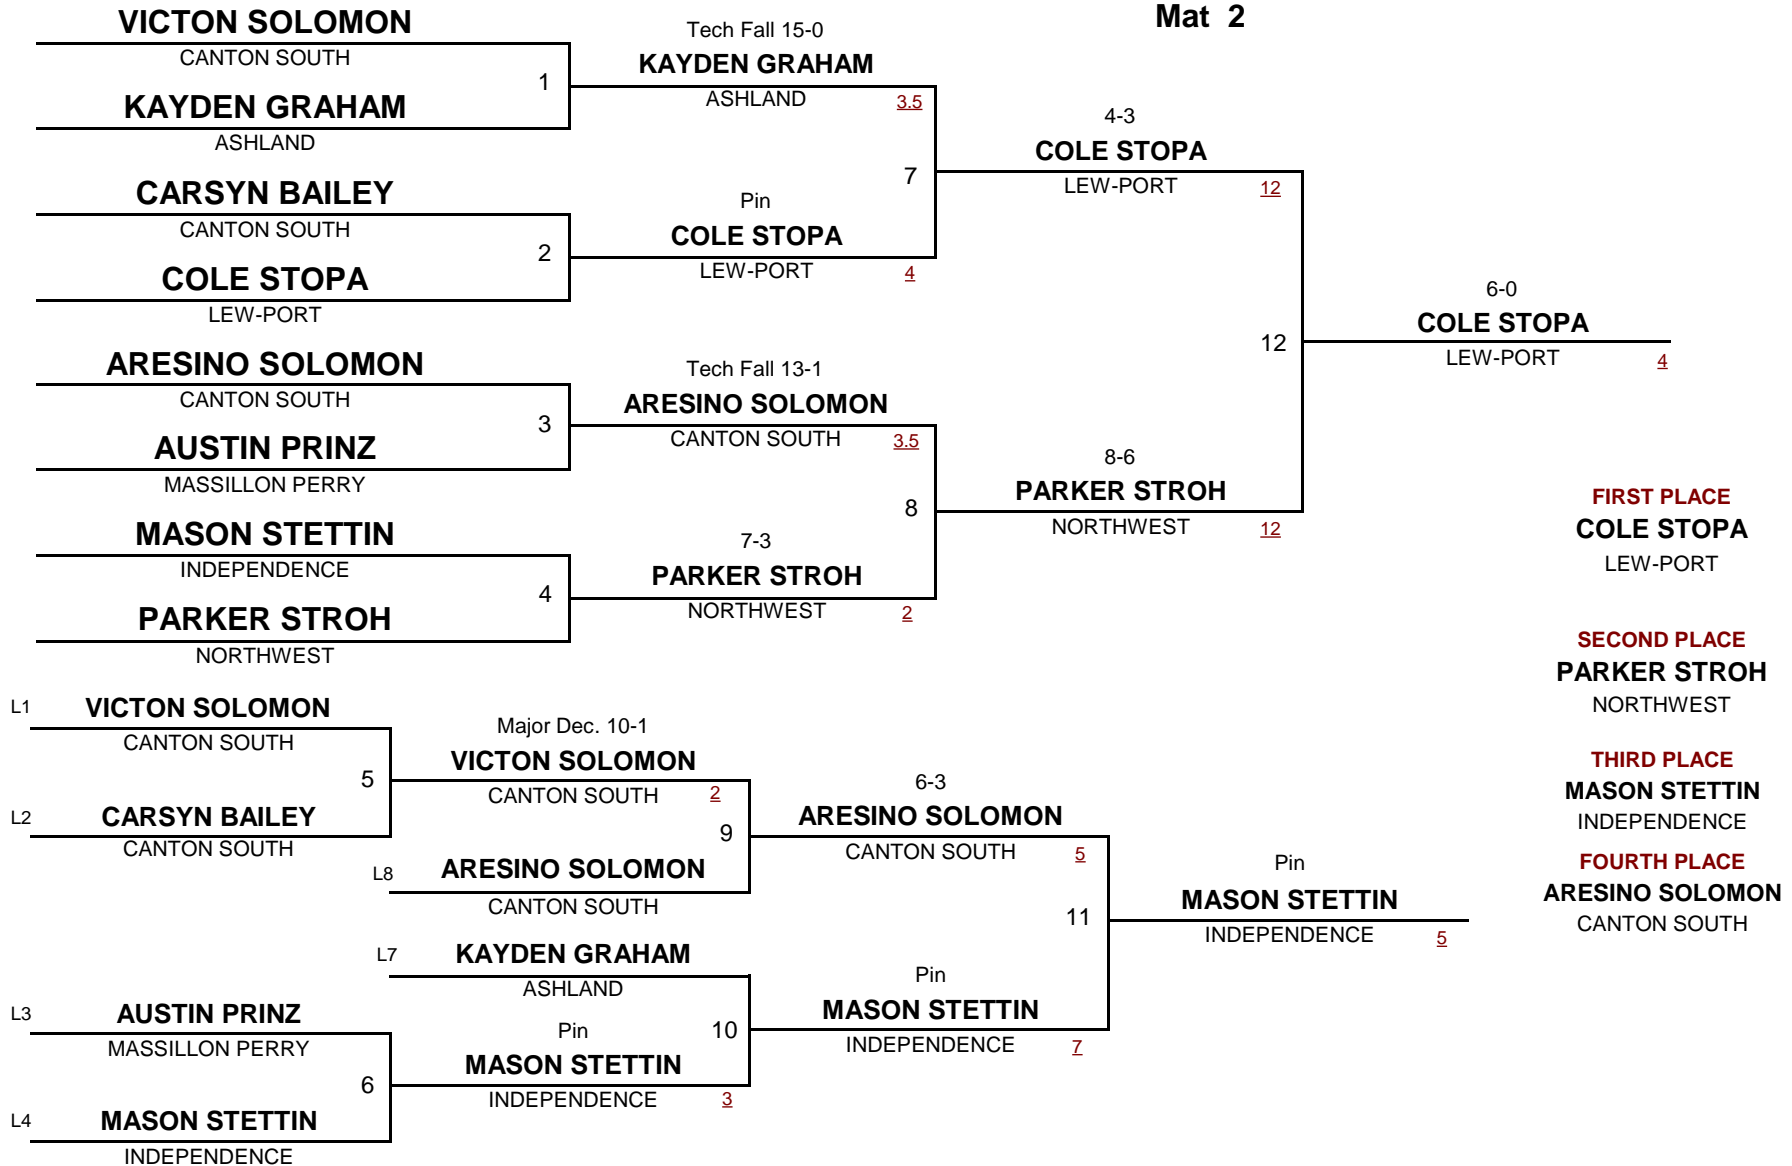 Mat 2
VICTON SOLOMON
CANTON SOUTH
1
KAYDEN GRAHAM
ASHLAND
CARSYN BAILEY
CANTON SOUTH
2
COLE STOPA
LEW-PORT
ARESINO SOLOMON
CANTON SOUTH
3
AUSTIN PRINZ
MASSILLON PERRY
MASON STETTIN
INDEPENDENCE
4
PARKER STROH
NORTHWEST
Tech Fall 15-0
KAYDEN GRAHAM
ASHLAND 3.5
7
Pin
COLE STOPA
LEW-PORT 4
Tech Fall 13-1
ARESINO SOLOMON
CANTON SOUTH 3.5
8
7-3
PARKER STROH
NORTHWEST 2
4-3
COLE STOPA
LEW-PORT 12
12
8-6
PARKER STROH
NORTHWEST 12
6-0
COLE STOPA
LEW-PORT 4
FIRST PLACE
COLE STOPA
LEW-PORT
SECOND PLACE
PARKER STROH
NORTHWEST
THIRD PLACE
MASON STETTIN
INDEPENDENCE
FOURTH PLACE
ARESINO SOLOMON
CANTON SOUTH
L1 VICTON SOLOMON
CANTON SOUTH
5
L2 CARSYN BAILEY
CANTON SOUTH
L3 AUSTIN PRINZ
MASSILLON PERRY
6
L4 MASON STETTIN
INDEPENDENCE
Major Dec. 10-1
VICTON SOLOMON
CANTON SOUTH 2
9
L8 ARESINO SOLOMON
CANTON SOUTH
L7 KAYDEN GRAHAM
ASHLAND
10
Pin
MASON STETTIN
INDEPENDENCE 3
6-3
ARESINO SOLOMON
CANTON SOUTH 5
11
Pin
MASON STETTIN
INDEPENDENCE 7
Pin
MASON STETTIN
INDEPENDENCE 5